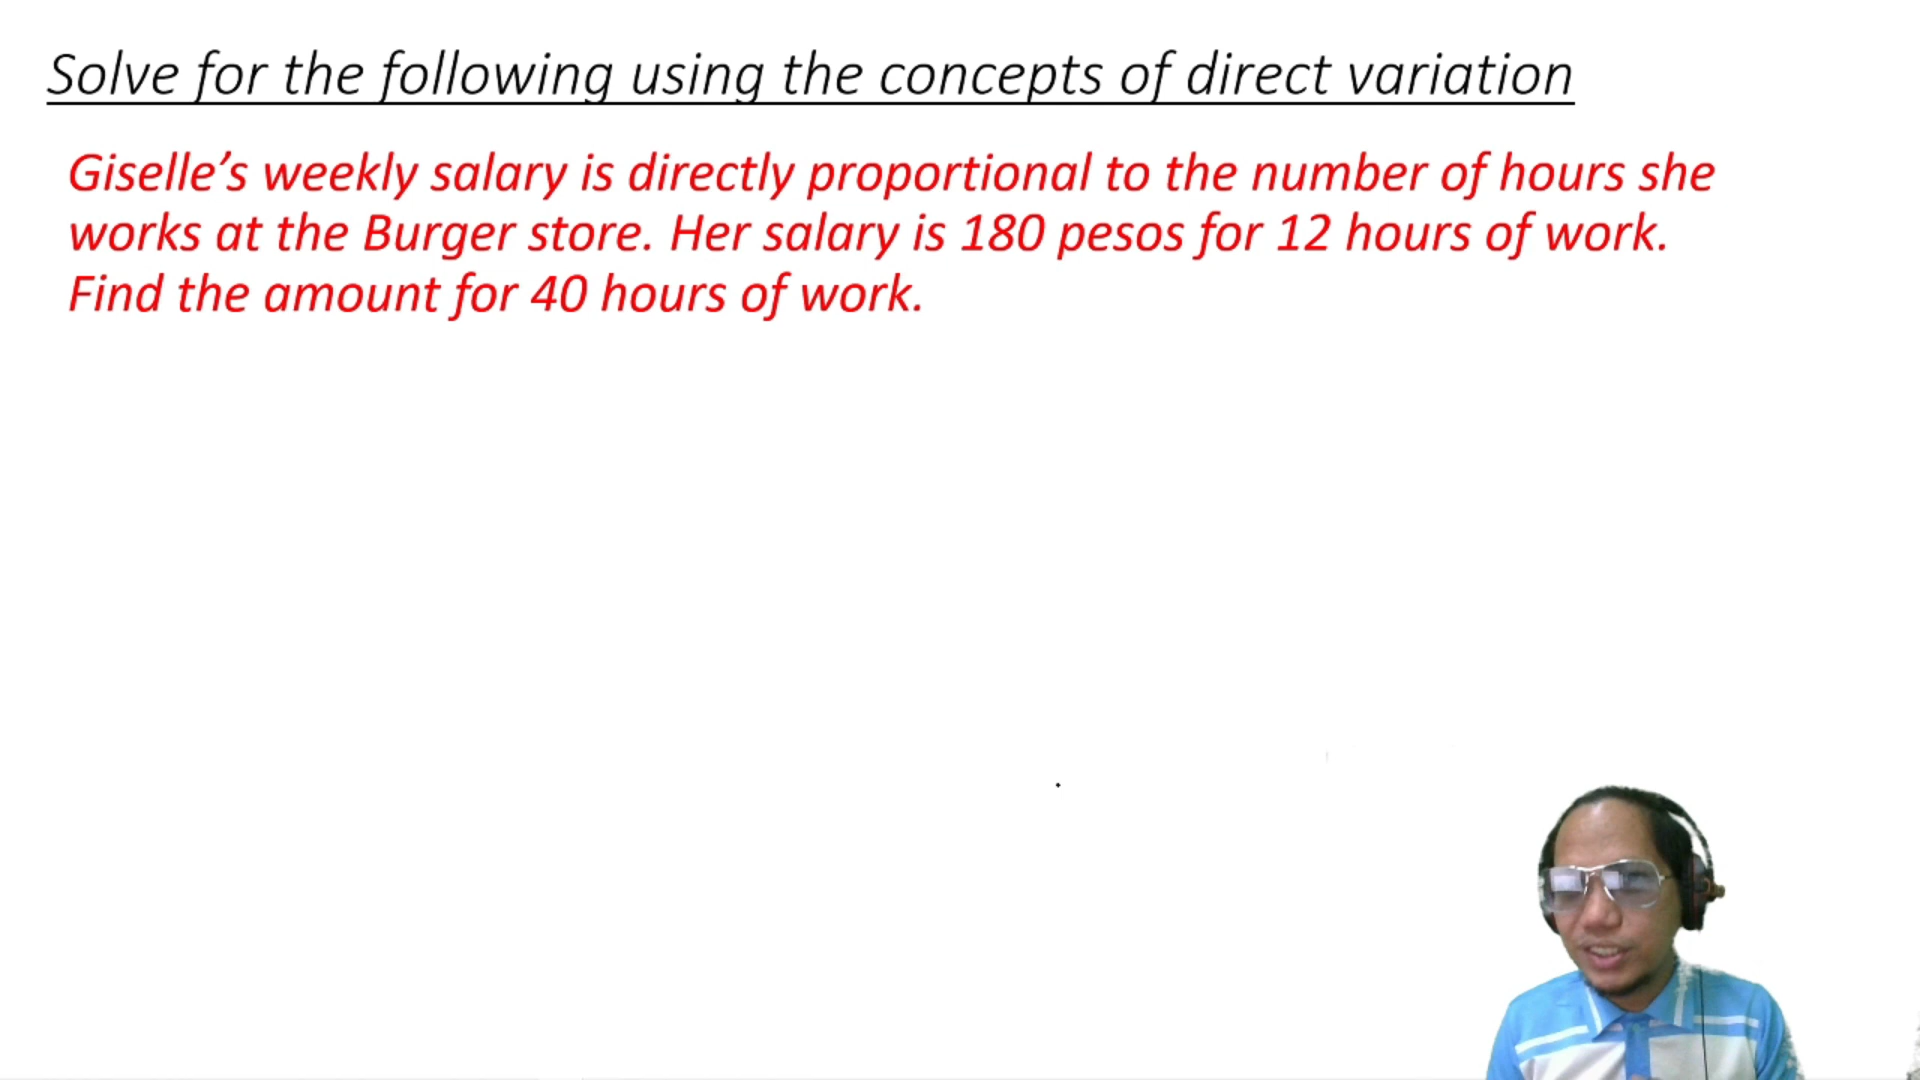 Solve for the following using the concepts of direct variation
Giselle’s weekly salary is directly proportional to the number of hours she
works at the Burger store. Her salary is 180 pesos for 12 hours of work.
Find the amount for 40 hours of work.